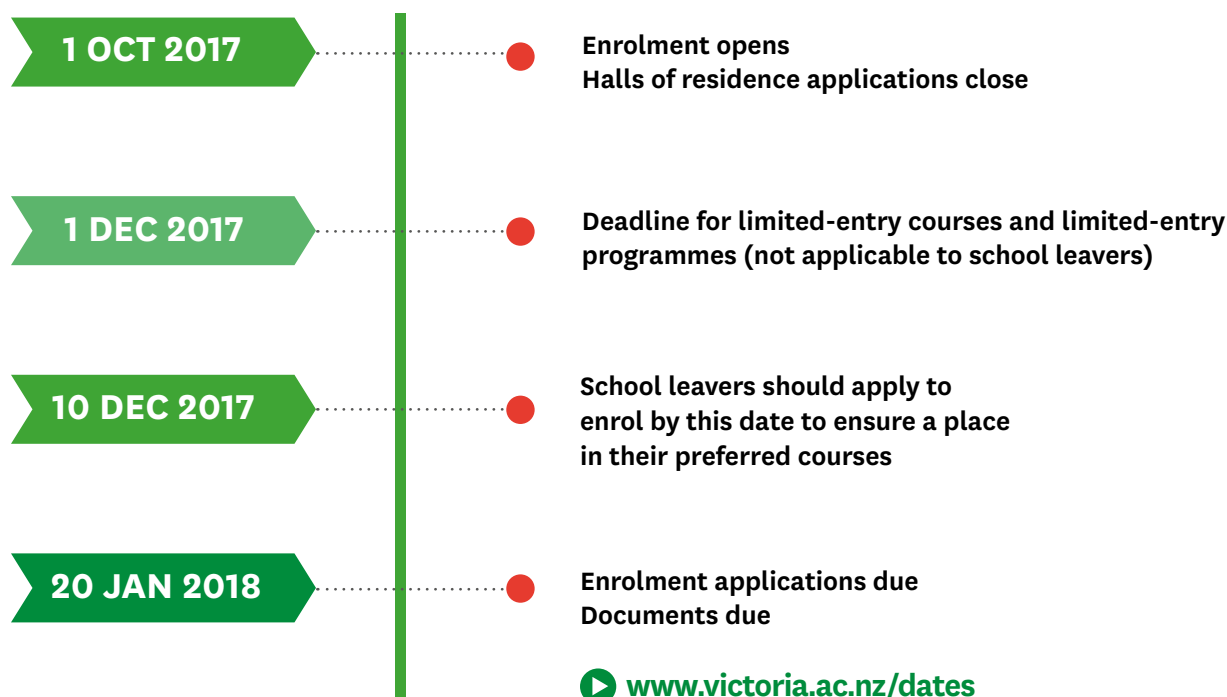 1 OCT 2017
Enrolment opens
Halls of residence applications close
1 DEC 2017
Deadline for limited-entry courses and limited-entry
programmes (not applicable to school leavers)
10 DEC 2017
School leavers should apply to
enrol by this date to ensure a place
in their preferred courses
20 JAN 2018
Enrolment applications due
Documents due
www.victoria.ac.nz/dates